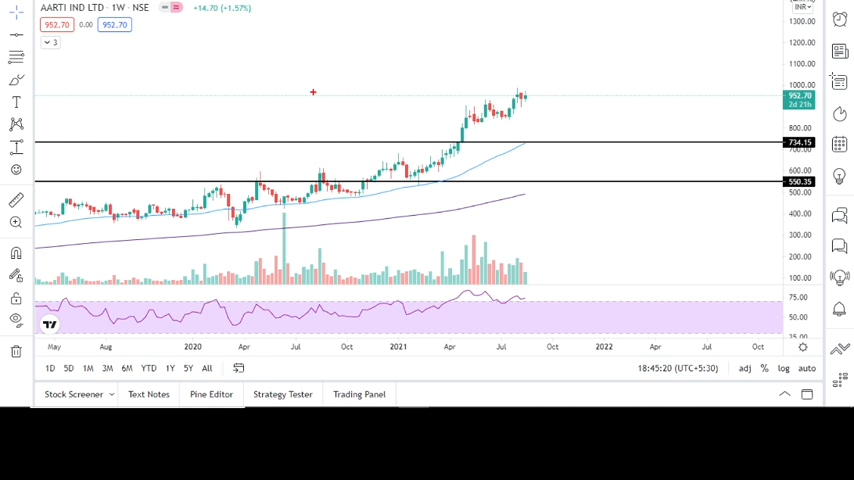 AARTI IND LTD · 1W · NSE
+14.70 (+1.57%)
INR
952.70 0.00 952.70
3
1300.00
1200.00
1100.00
1000.00
952.70
2d 21h
800.00
734.15
700.00
600.00
550.35
500.00
400.00
300.00
200.00
100.00
75.00
50.00
25.00
May Aug 2020 Apr Jul Oct 2021 Apr Jul Oct 2022 Apr Jul Oct
1D 5D 1M 3M 6M YTD 1Y 5Y All
18:45:20 (UTC+5:30) adj % log auto
Stock Screener Text Notes Pine Editor Strategy Tester Trading Panel